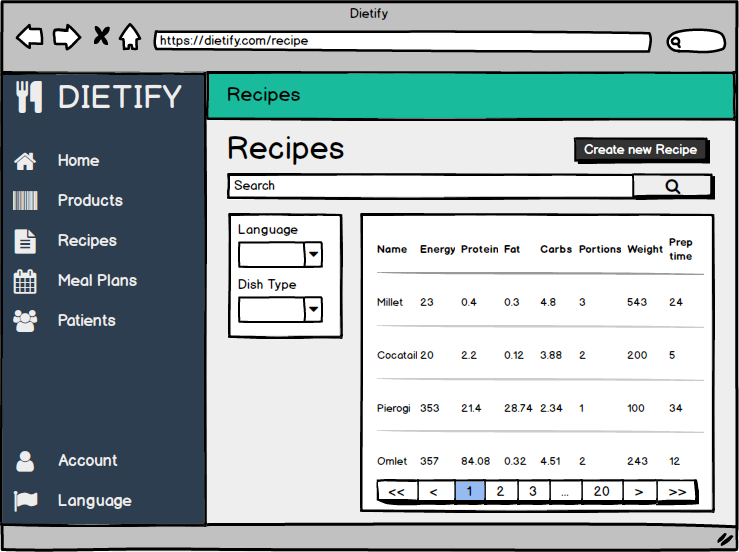 Dietify
https://dietify.com/recipe
DIETIFY
Home
Products
Recipes
Meal Plans
Patients
Account
Language
Recipes
Recipes
Create new Recipe
Search
Language
Dish Type
Name Energy Protein Fat Carbs Portions Weight Prep time
Millet 23 0.4 0.3 4.8 3 543 24
Cocatail 20 2.2 0.12 3.88 2 200 5
Pierogi 353 21.4 28.74 2.34 1 100 34
Omlet 357 84.08 0.32 4.51 2 243 12
<< < 1 2 3 ... 20 > >>